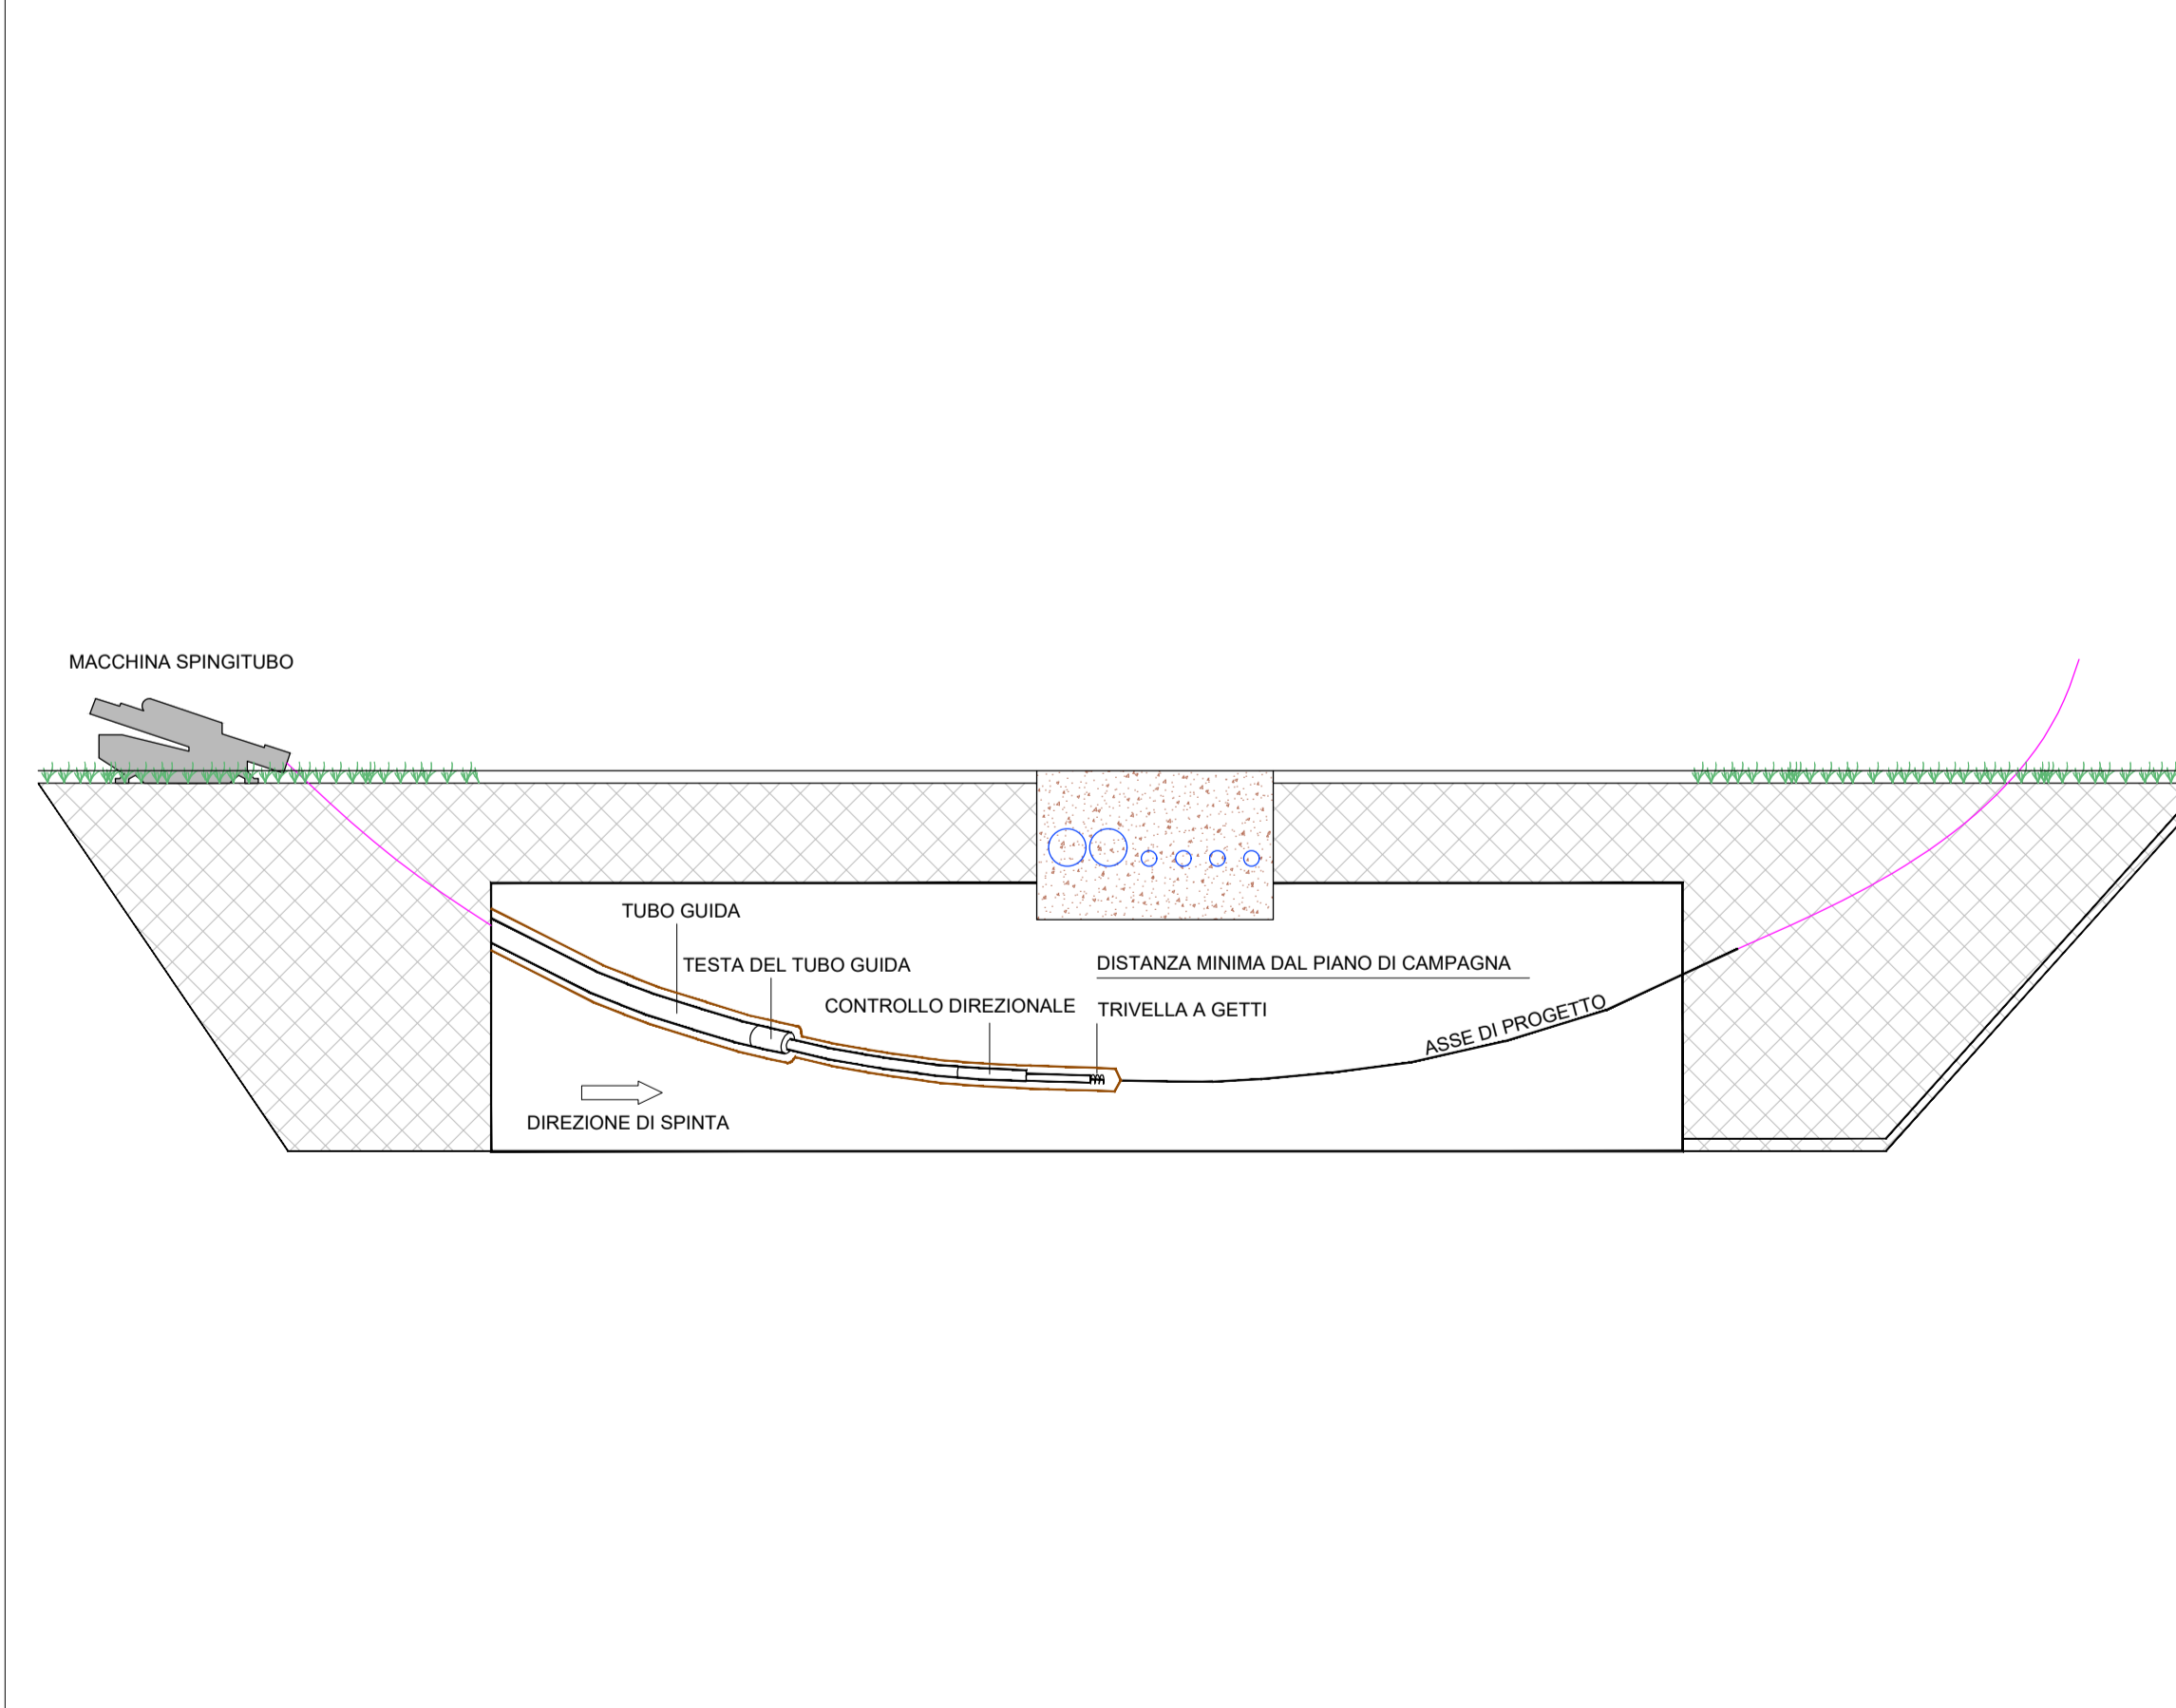 MACCHINA SPINGITUBO
TUBO GUIDA
TESTA DEL TUBO GUIDA
DISTANZA MINIMA DAL PIANO DI CAMPAGNA
CONTROLLO DIREZIONALE
TRIVELLA A GETTI
ASSE DI PROGETTO
DIREZIONE DI SPINTA